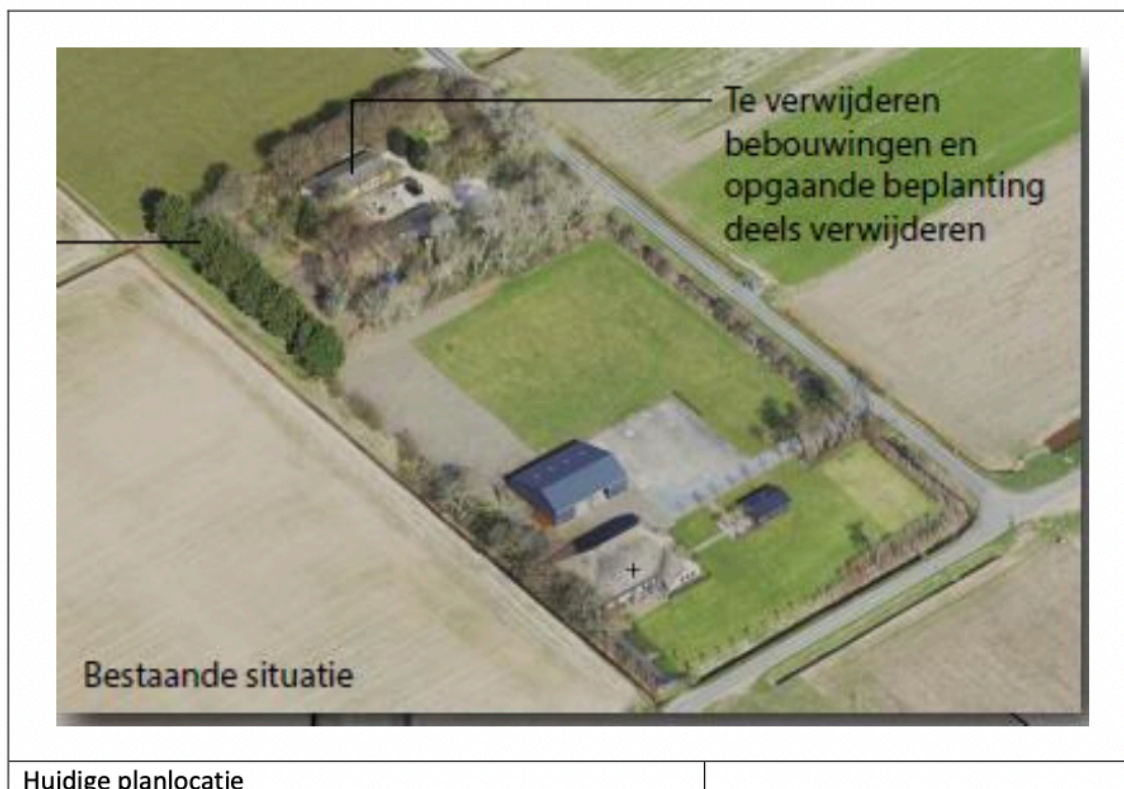 Te verwijderen
bebouwingen en
opgaande beplanting
deels verwijderen
Bestaande situatie
Huidige planlocatie